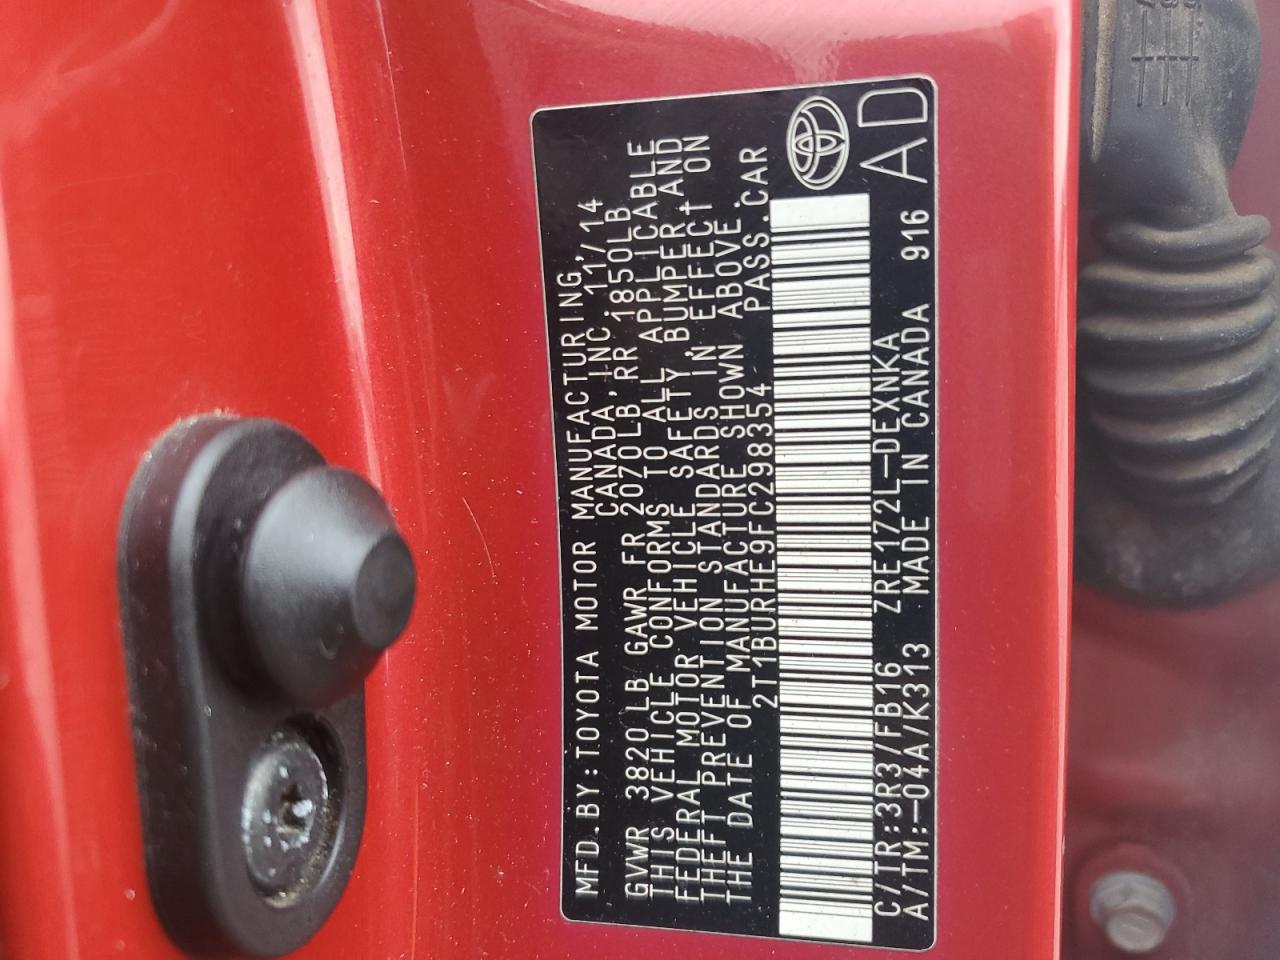 MFD.BY:TOYOTA MOTOR MANUFACTURING,
CANADA,INC. 11/14
GVWR 3820LB GAWR FR 2070LB,RR 1850LB
THIS VEHICLE CONFORMS TO ALL APPLICABLE
FEDERAL MOTOR VEHICLE SAFETY,BUMPER,AND
THEFT PREVENTION STANDARDS IN EFFECT ON
THE DATE OF MANUFACTURE SHOWN ABOVE.
2T1BURHE9FC298354 PASS.CAR
C/TR:3R3/FB16 ZRE172L-DEXNKA
A/TM:-04A/K313 MADE IN CANADA 916 AD